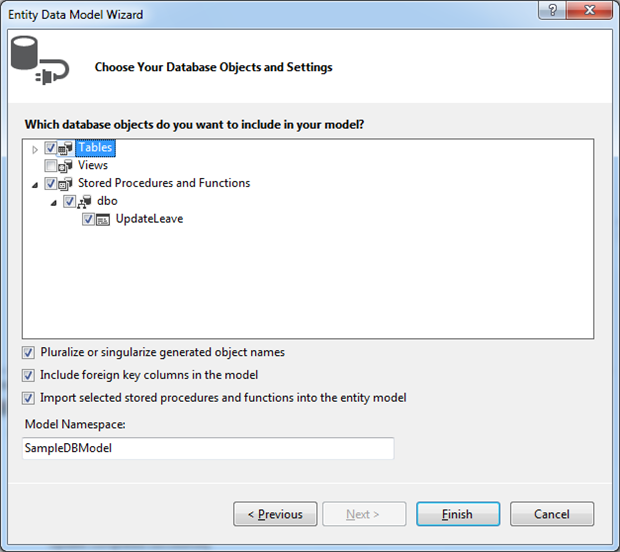 Entity Data Model Wizard
?
Choose Your Database Objects and Settings
Which database objects do you want to include in your model?
Tables
Views
Stored Procedures and Functions
dbo
UpdateLeave
Pluralize or singularize generated object names
Include foreign key columns in the model
Import selected stored procedures and functions into the entity model
Model Namespace:
SampleDBModel
< Previous
Next >
Finish
Cancel